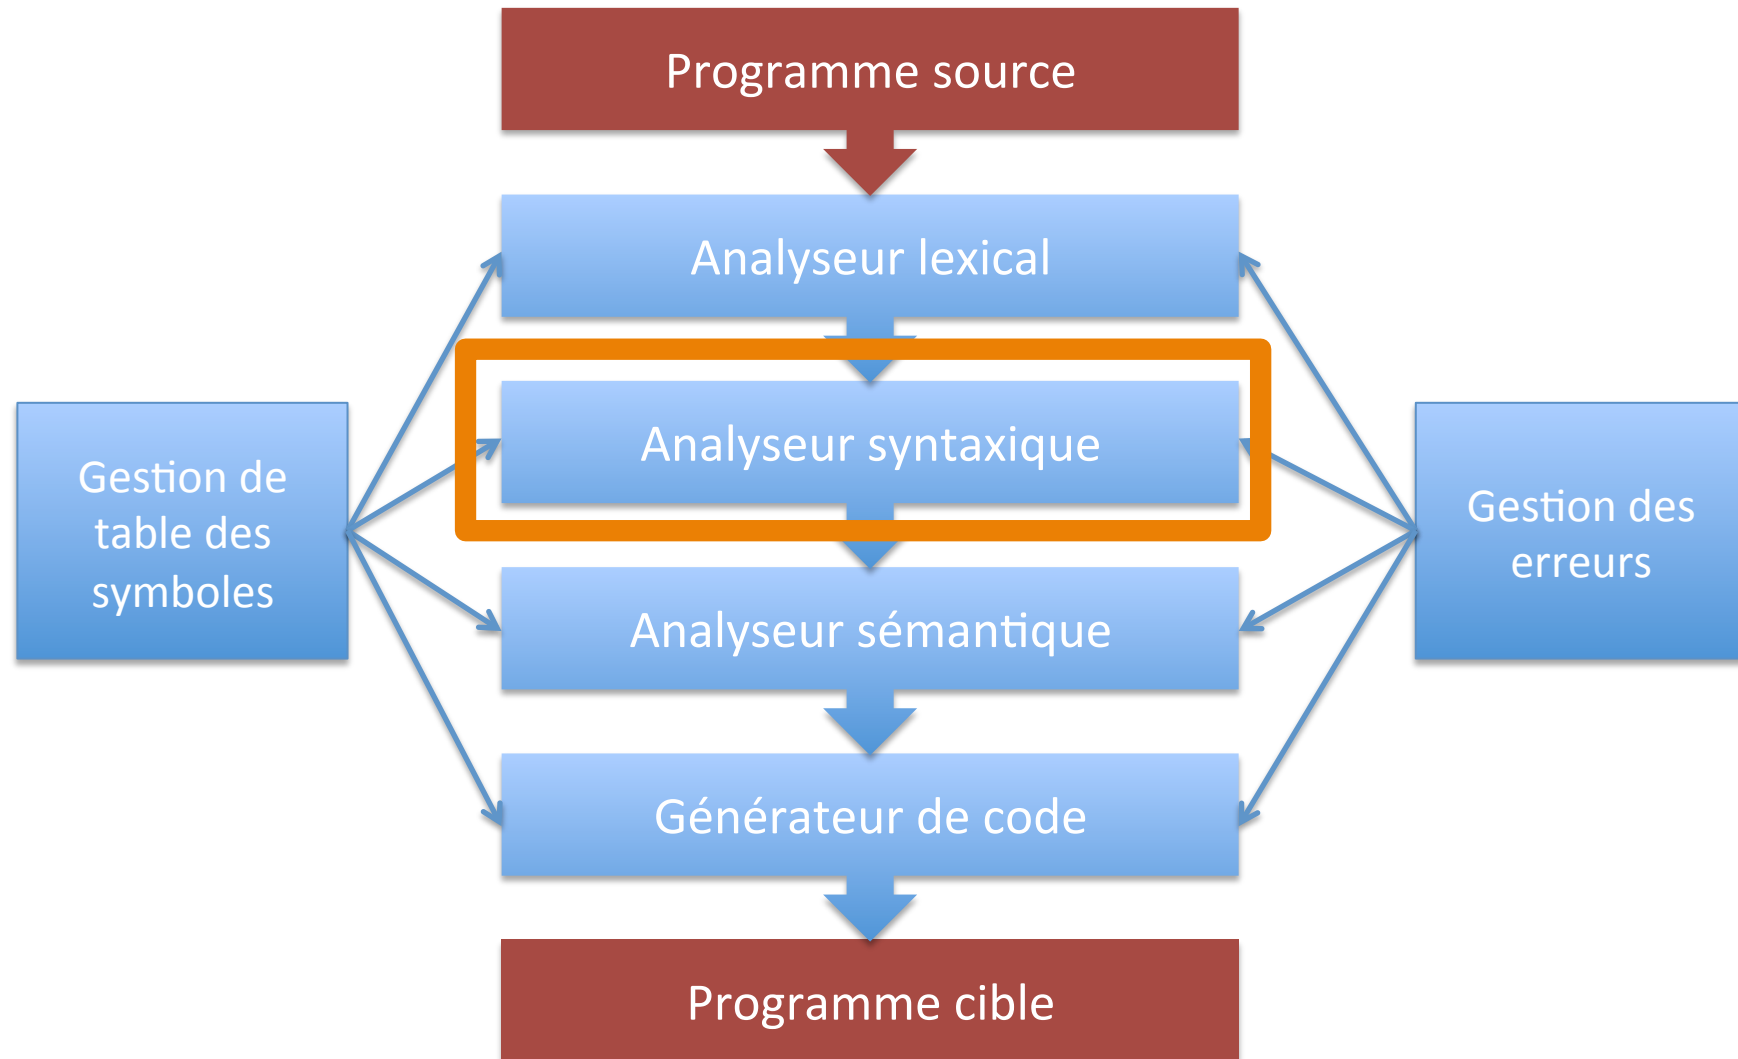 Programme source
Analyseur lexical
Analyseur syntaxique
Gestion de
table des
symboles
Gestion des
erreurs
Analyseur sémantique
Générateur de code
Programme cible